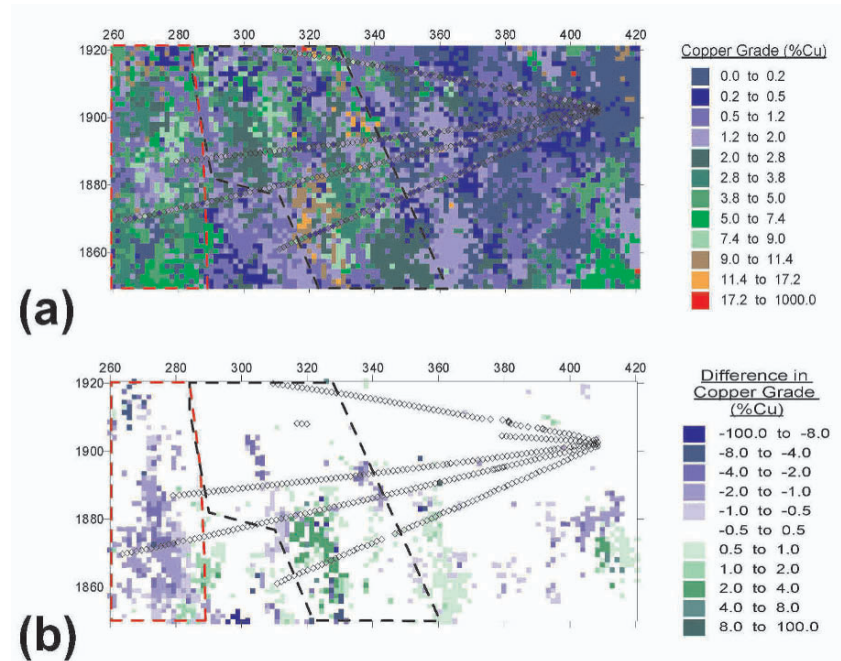 260 280 300 320 340 360 380 400 420
1920
1900
1880
1860
Copper Grade (%Cu)
0.0 to 0.2
0.2 to 0.5
0.5 to 1.2
1.2 to 2.0
2.0 to 2.8
2.8 to 3.8
3.8 to 5.0
5.0 to 7.4
7.4 to 9.0
9.0 to 11.4
11.4 to 17.2
17.2 to 1000.0
(a)
260 280 300 320 340 360 380 400 420
1920
1900
1880
1860
Difference in
Copper Grade
(%Cu)
-100.0 to -8.0
-8.0 to -4.0
-4.0 to -2.0
-2.0 to -1.0
-1.0 to -0.5
-0.5 to 0.5
0.5 to 1.0
1.0 to 2.0
2.0 to 4.0
4.0 to 8.0
8.0 to 100.0
(b)